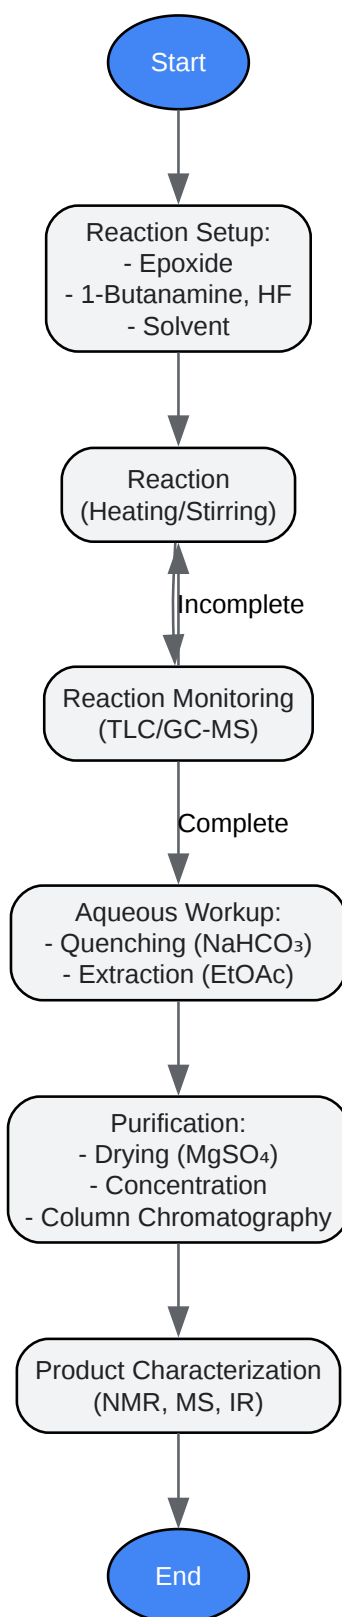 Start
Reaction Setup:
- Epoxide
- 1-Butanamine, HF
- Solvent
Reaction
(Heating/Stirring)
Incomplete
Reaction Monitoring
(TLC/GC-MS)
Complete
Aqueous Workup:
- Quenching (NaHCO₃)
- Extraction (EtOAc)
Purification:
- Drying (MgSO₄)
- Concentration
- Column Chromatography
Product Characterization
(NMR, MS, IR)
End